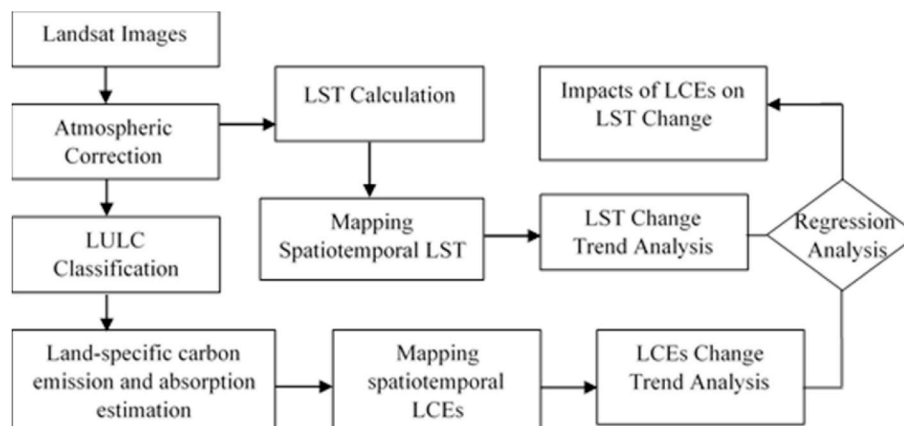 Landsat Images
LST Calculation
Impacts of LCEs on
LST Change
Atmospheric
Correction
Mapping
Spatiotemporal LST
LST Change
Trend Analysis
Regression
Analysis
LULC
Classification
Land-specific carbon
emission and absorption
estimation
Mapping
spatiotemporal
LCEs
LCEs Change
Trend Analysis